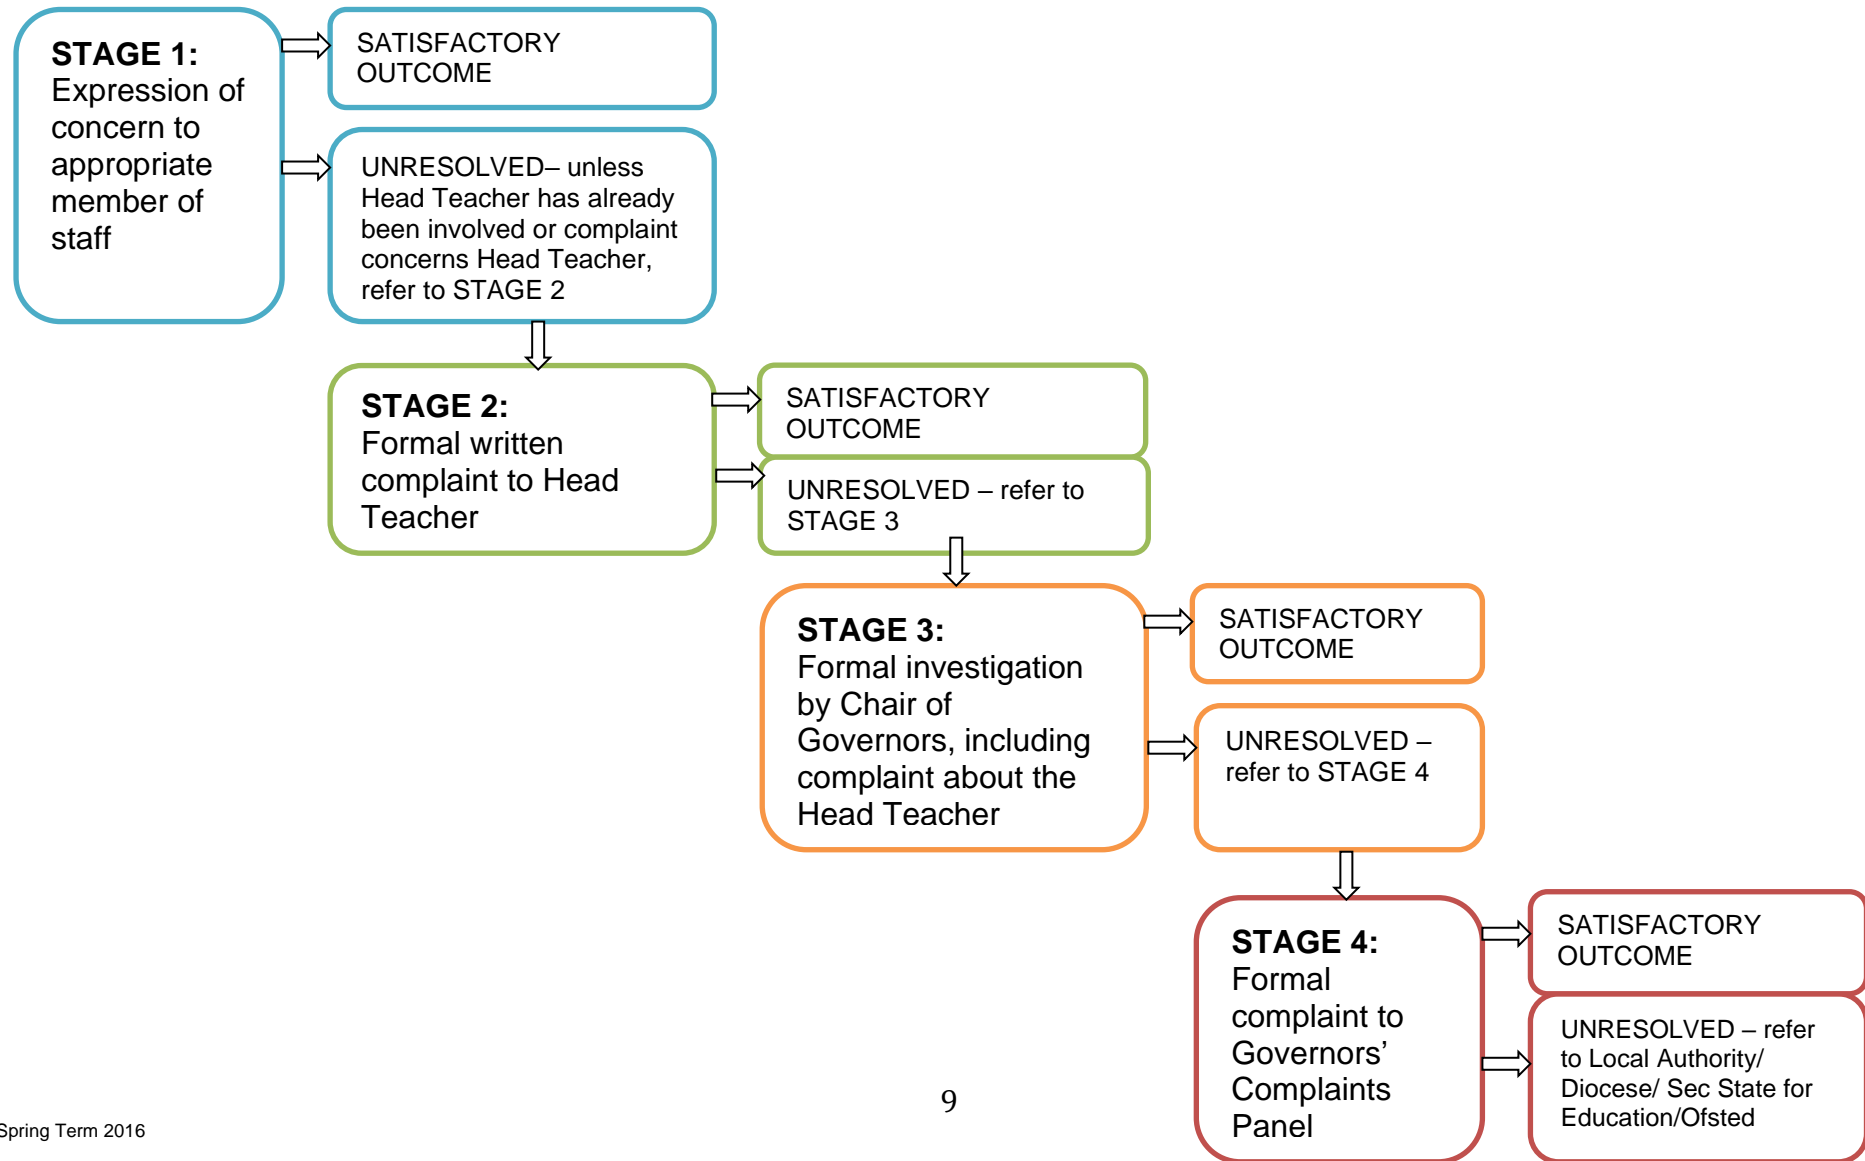 STAGE 1:
Expression of
concern to
appropriate
member of
staff
SATISFACTORY
OUTCOME
UNRESOLVED– unless
Head Teacher has already
been involved or complaint
concerns Head Teacher,
refer to STAGE 2
STAGE 2:
Formal written
complaint to Head
Teacher
SATISFACTORY
OUTCOME
UNRESOLVED – refer to
STAGE 3
STAGE 3:
Formal investigation
by Chair of
Governors, including
complaint about the
Head Teacher
SATISFACTORY
OUTCOME
UNRESOLVED –
refer to STAGE 4
STAGE 4:
Formal
complaint to
Governors’
Complaints
Panel
SATISFACTORY
OUTCOME
UNRESOLVED – refer
to Local Authority/
Diocese/ Sec State for
Education/Ofsted
9
Spring Term 2016